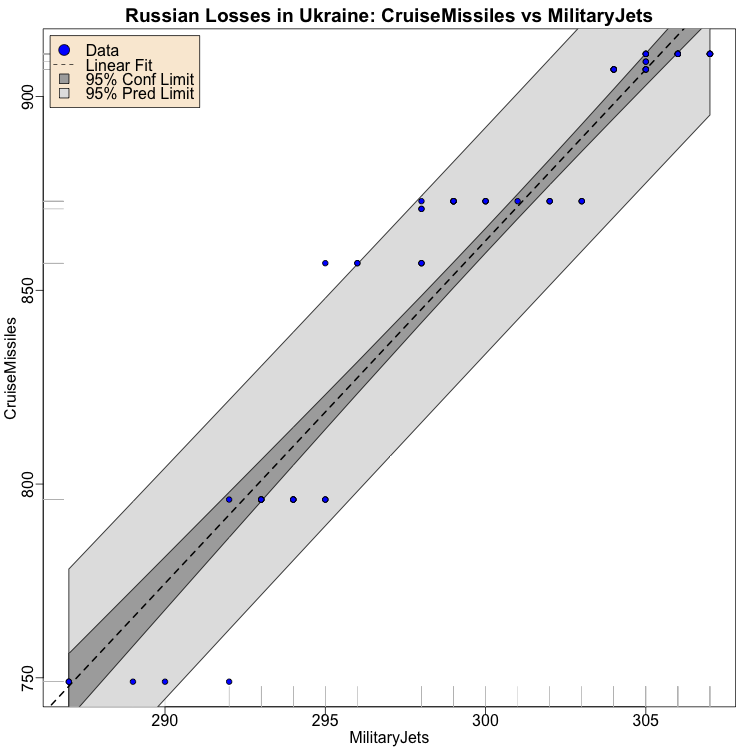 Russian Losses in Ukraine: CruiseMissiles vs MilitaryJets
Data
Linear Fit
95% Conf Limit
95% Pred Limit
900
850
800
750
CruiseMissiles
290 295 300 305
MilitaryJets